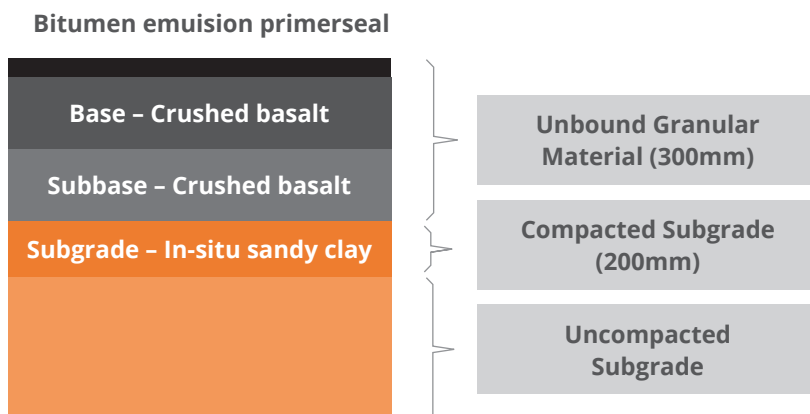 Bitumen emuision primerseal
Base – Crushed basalt
Subbase – Crushed basalt
Subgrade – In-situ sandy clay
Unbound Granular
Material (300mm)
Compacted Subgrade
(200mm)
Uncompacted
Subgrade